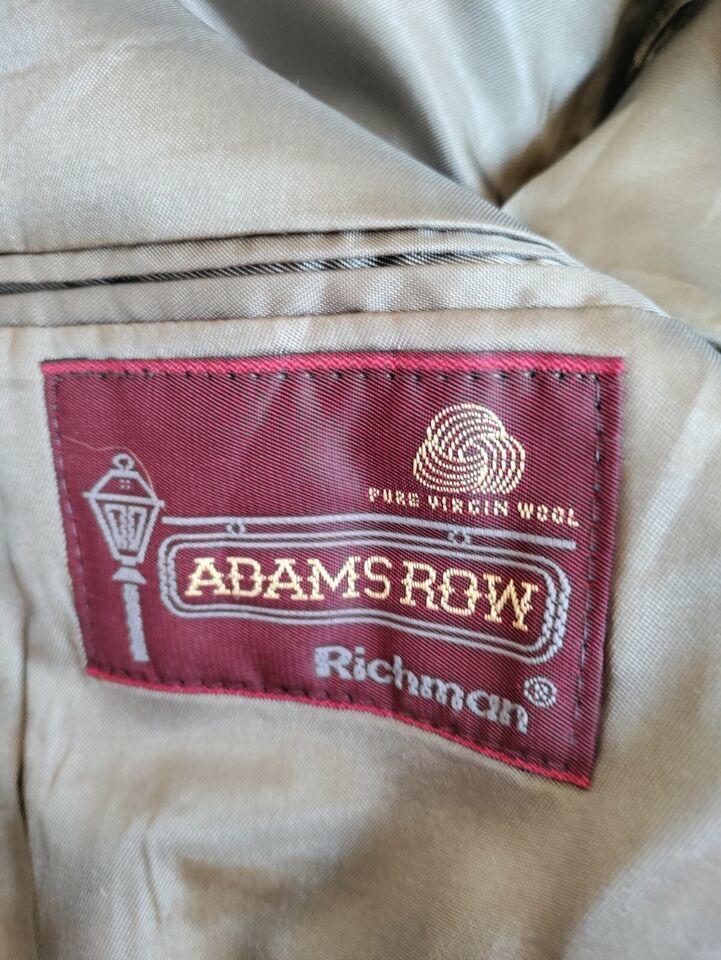 PURE VIRGIN WOOL
ADAMS ROW
Richman ®